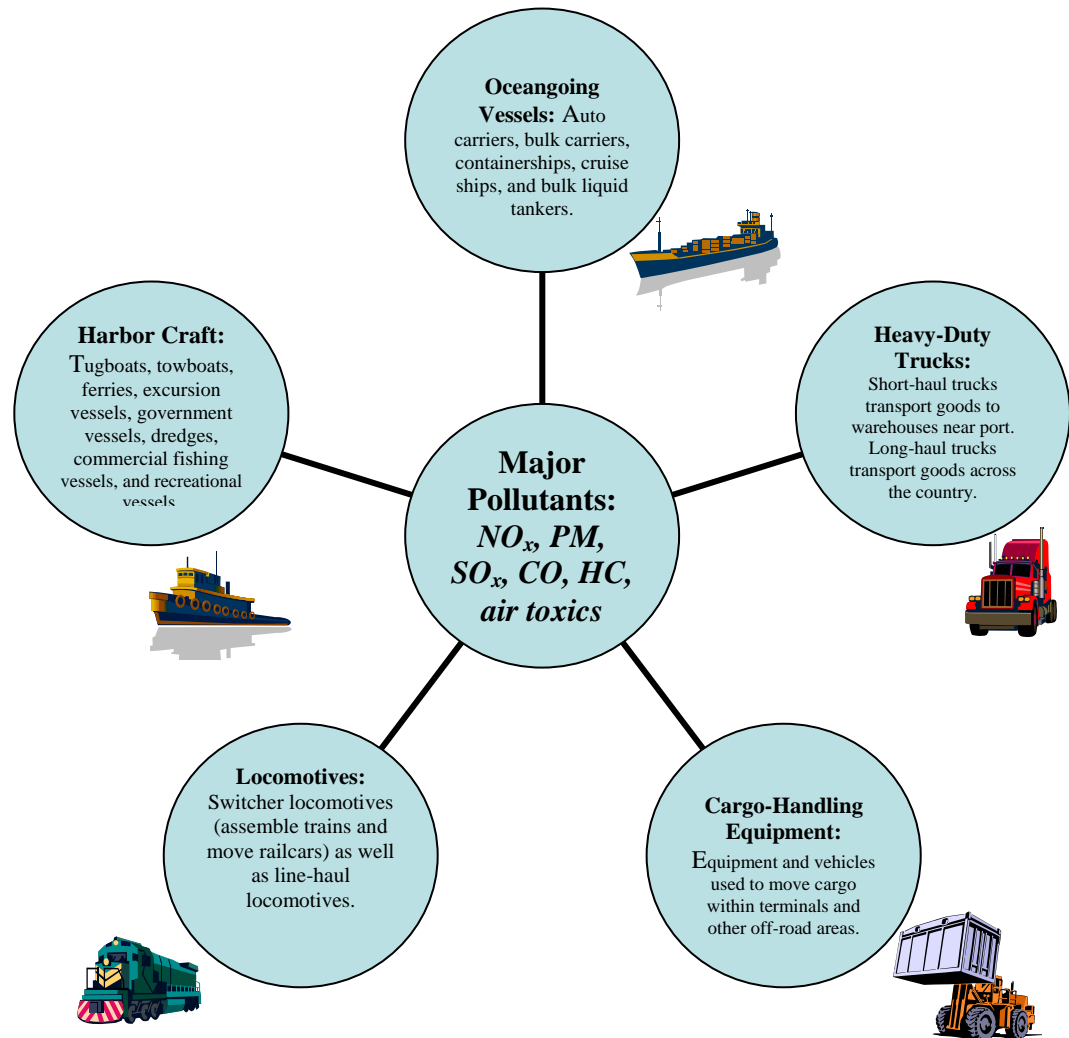 Oceangoing
Vessels: Auto
carriers, bulk carriers,
containerships, cruise
ships, and bulk liquid
tankers.
Harbor Craft:
Tugboats, towboats,
ferries, excursion
vessels, government
vessels, dredges,
commercial fishing
vessels, and recreational
vessels
Heavy-Duty
Trucks:
Short-haul trucks
transport goods to
warehouses near port.
Long-haul trucks
transport goods across
the country.
Major
Pollutants:
NOₓ, PM,
SOₓ, CO, HC,
air toxics
Locomotives:
Switcher locomotives
(assemble trains and
move railcars) as well
as line-haul
locomotives.
Cargo-Handling
Equipment:
Equipment and vehicles
used to move cargo
within terminals and
other off-road areas.